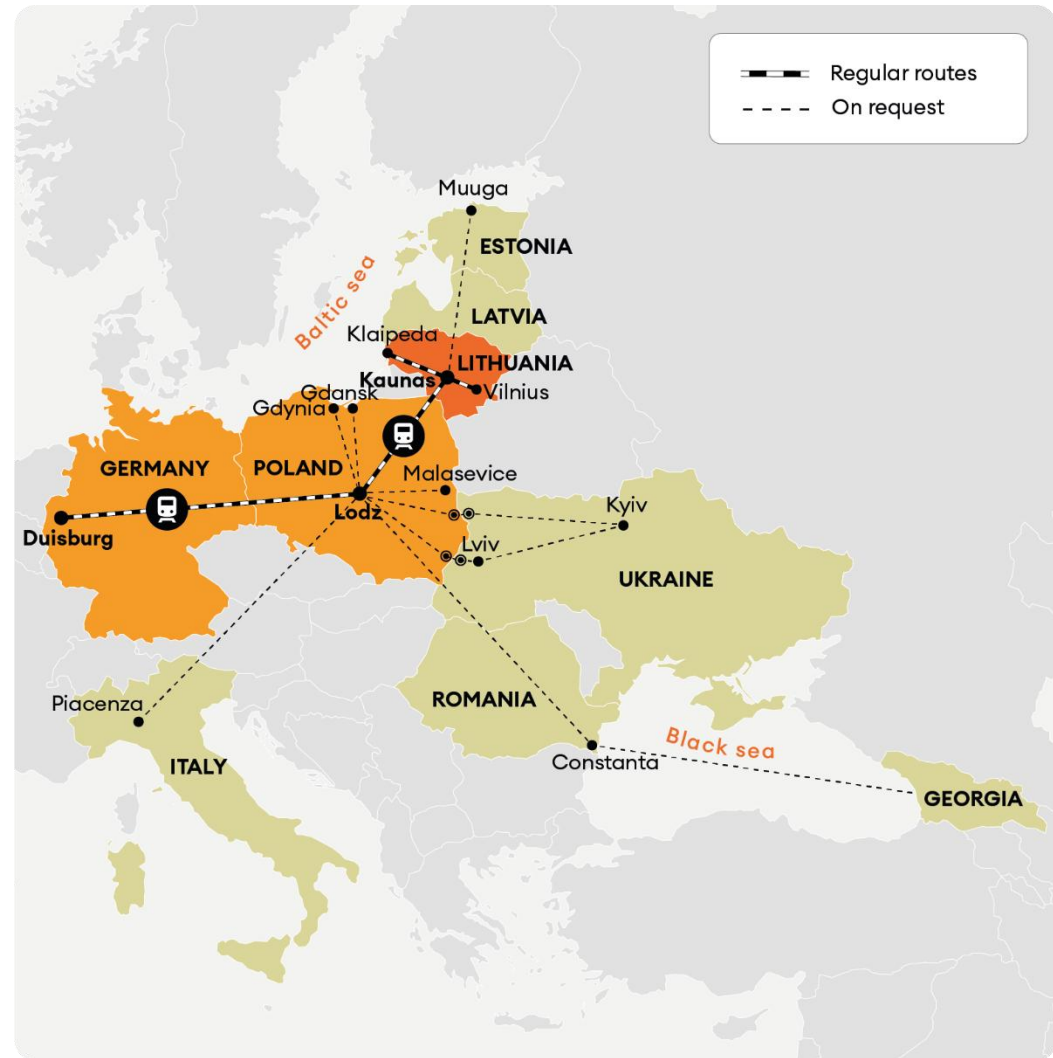 Regular routes
On request
Muuga
ESTONIA
Baltic sea
LATVIA
Klaipeda
LITHUANIA
Kaunas
Vilnius
Gdansk
Gdynia
GERMANY
POLAND
Malasevice
Lodz
Duisburg
Kyiv
Lviv
UKRAINE
Piacenza
ROMANIA
Black sea
Constanta
ITALY
GEORGIA